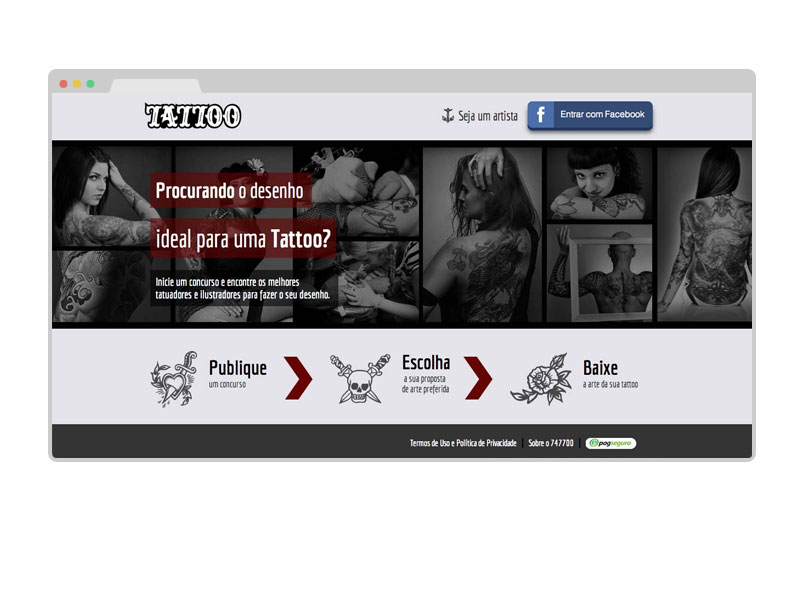 TATTOO
Seja um artista
Entrar com Facebook
Procurando o desenho
ideal para uma Tattoo?
Inicie um concurso e encontre os melhores
tatuadores e ilustradores para fazer o seu desenho.
Publique
um concurso
Escolha
a sua proposta
de arte preferida
Baixe
a arte da sua tattoo
Termos de Uso e Política de Privacidade | Sobre o 747700 | pagseguro